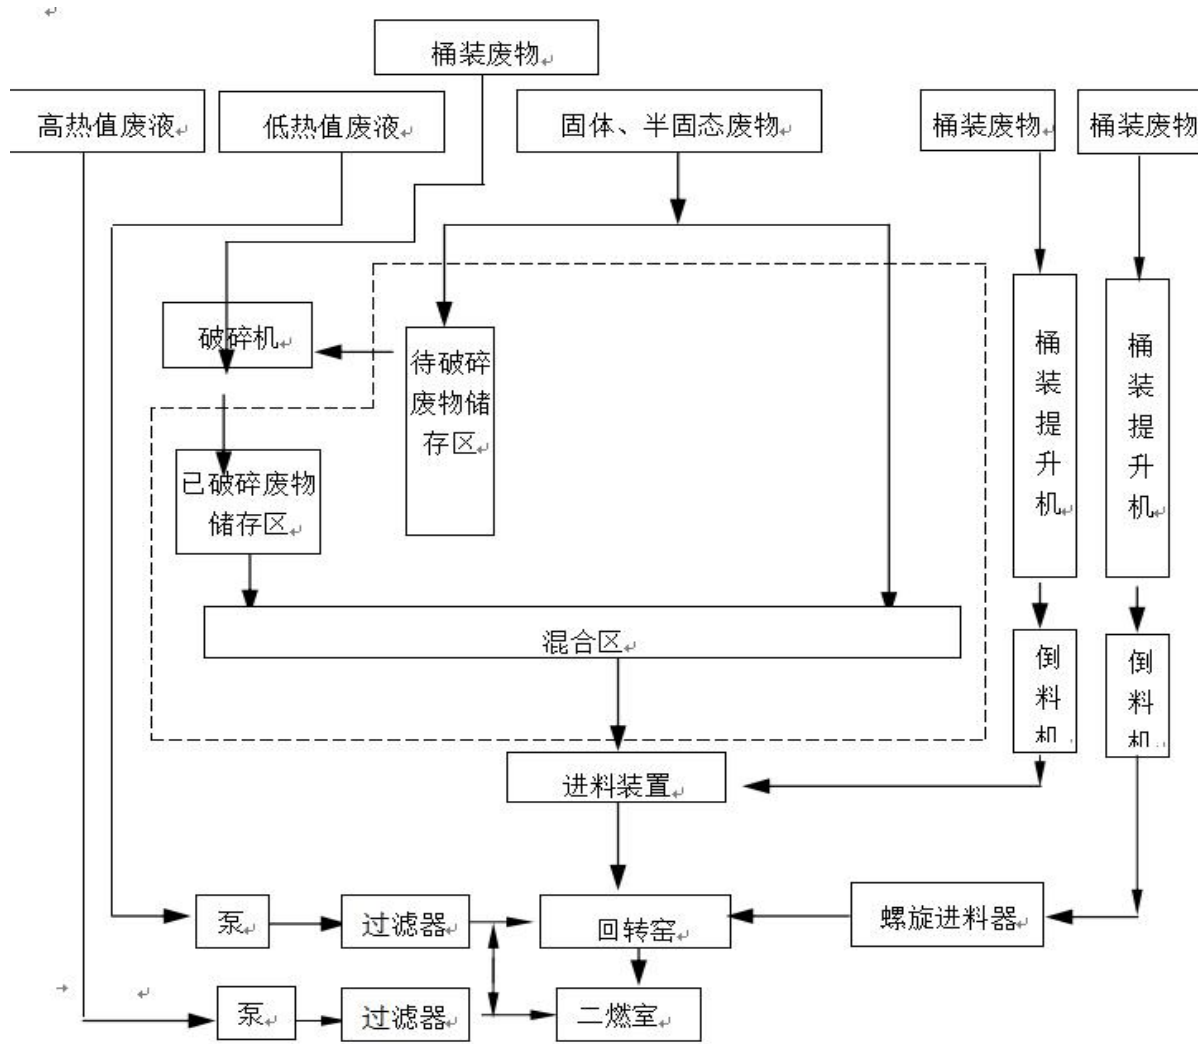 桶装废物
高热值废液
低热值废液
固体、半固态废物
桶装废物
桶装废物
破碎机
待破碎
废物储
存区
桶
装
提
升
机
桶
装
提
升
机
已破碎废物
储存区
混合区
倒
料
机
倒
料
机
进料装置
泵
过滤器
回转窑
螺旋进料器
泵
过滤器
二燃室